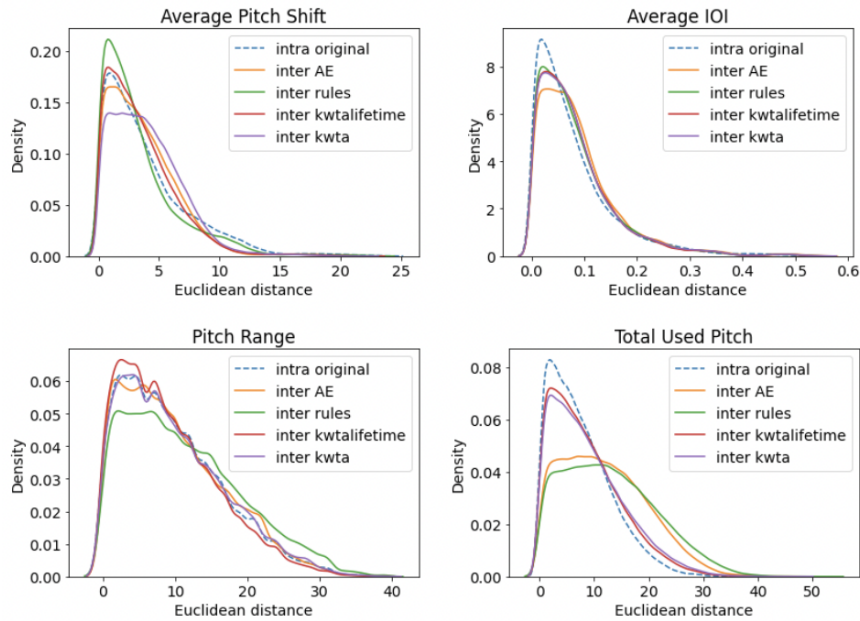 Average Pitch Shift
Density
0.20
0.15
0.10
0.05
0.00
intra original
inter AE
inter rules
inter kwtalifetime
inter kwta
0
5
10
15
20
25
Euclidean distance
Average IOI
Density
8
6
4
2
0
intra original
inter AE
inter rules
inter kwtalifetime
inter kwta
0.0
0.1
0.2
0.3
0.4
0.5
0.6
Euclidean distance
Pitch Range
Density
0.06
0.05
0.04
0.03
0.02
0.01
0.00
intra original
inter AE
inter rules
inter kwtalifetime
inter kwta
0
10
20
30
40
Euclidean distance
Total Used Pitch
Density
0.08
0.06
0.04
0.02
0.00
intra original
inter AE
inter rules
inter kwtalifetime
inter kwta
0
10
20
30
40
50
Euclidean distance